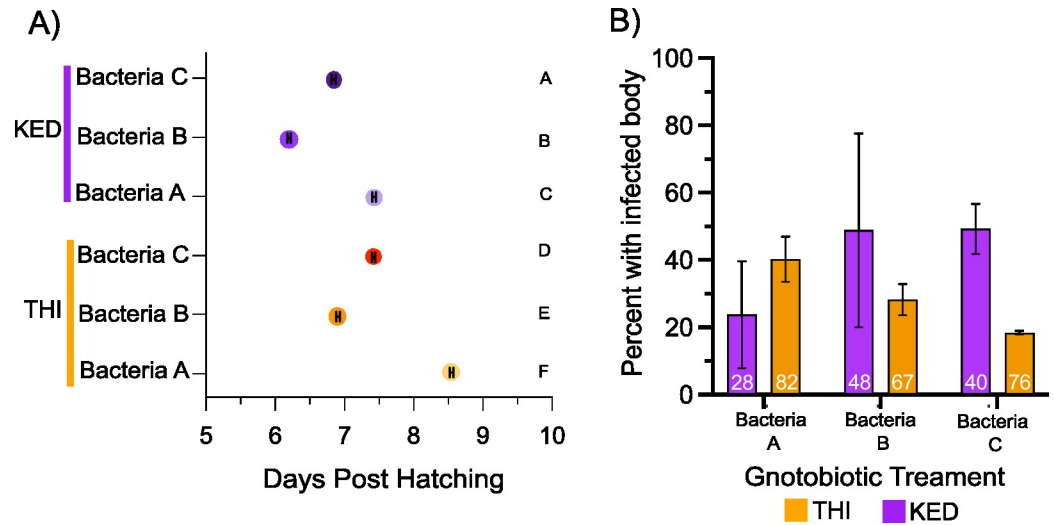 A)
KED
Bacteria C
A
Bacteria B
B
Bacteria A
C
THI
Bacteria C
D
Bacteria B
E
Bacteria A
F
5 6 7 8 9 10
Days Post Hatching
B)
Percent with infected body
100
80
60
40
20
0
28 82 48 67 40 76
Bacteria Bacteria Bacteria
A B C
Gnotobiotic Treament
THI KED